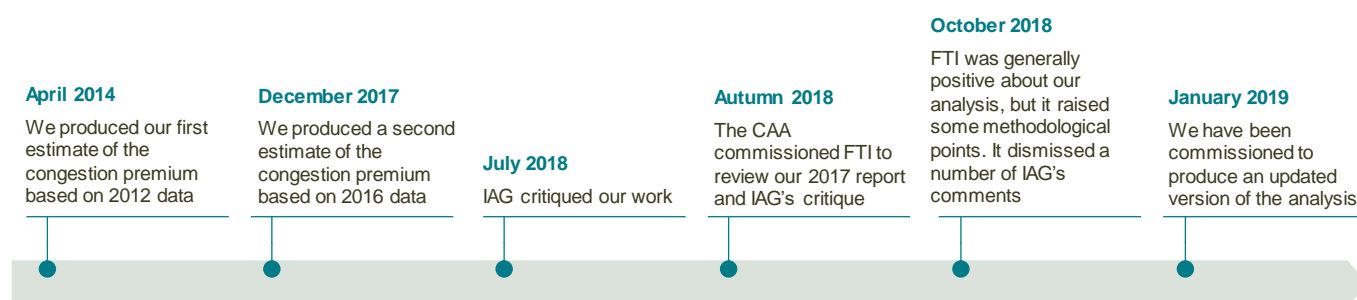 April 2014
We produced our first
estimate of the
congestion premium
based on 2012 data
December 2017
We produced a second
estimate of the
congestion premium
based on 2016 data
July 2018
IAG critiqued our work
Autumn 2018
The CAA
commissioned FTI to
review our 2017 report
and IAG's critique
October 2018
FTI was generally
positive about our
analysis, but it raised
some methodological
points. It dismissed a
number of IAG's
comments
January 2019
We have been
commissioned to
produce an updated
version of the analysis